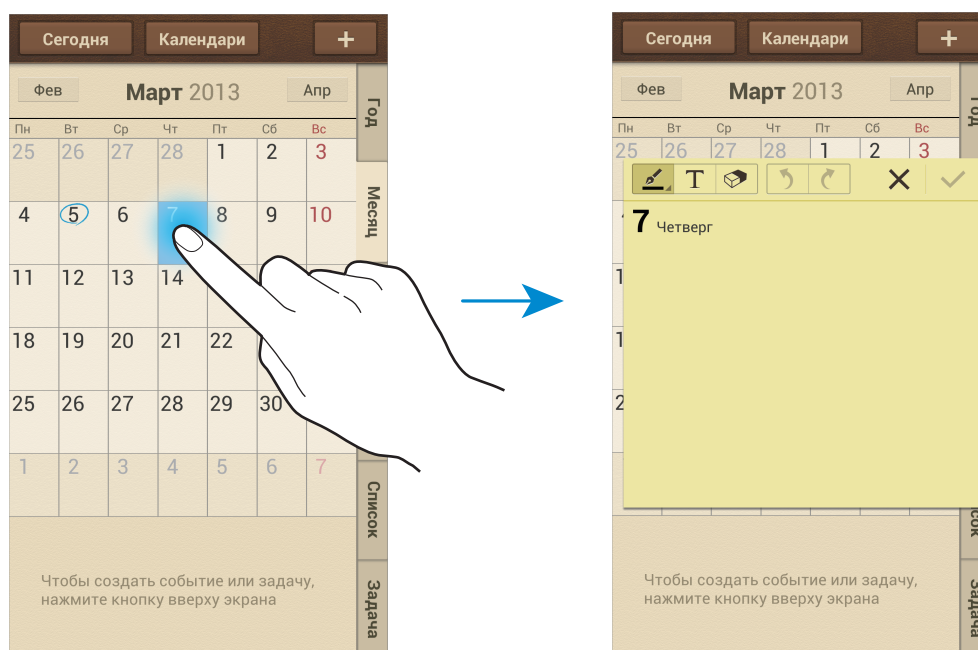 Сегодня Календари +
Фев Март 2013 Апр
Пн Вт Ср Чт Пт Сб Вс
25 26 27 28 1 2 3
4 5 6 7 8 9 10
11 12 13 14
18 19 20 21 22
25 26 27 28 29 30
1 2 3 4 5 6 7
Год
Месяц
Список
Задача
Чтобы создать событие или задачу,
нажмите кнопку вверху экрана
Сегодня Календари +
Фев Март 2013 Апр
Пн Вт Ср Чт Пт Сб Вс
25 26 27 28 1 2 3
T
7 Четверг
Чтобы создать событие или задачу,
нажмите кнопку вверху экрана